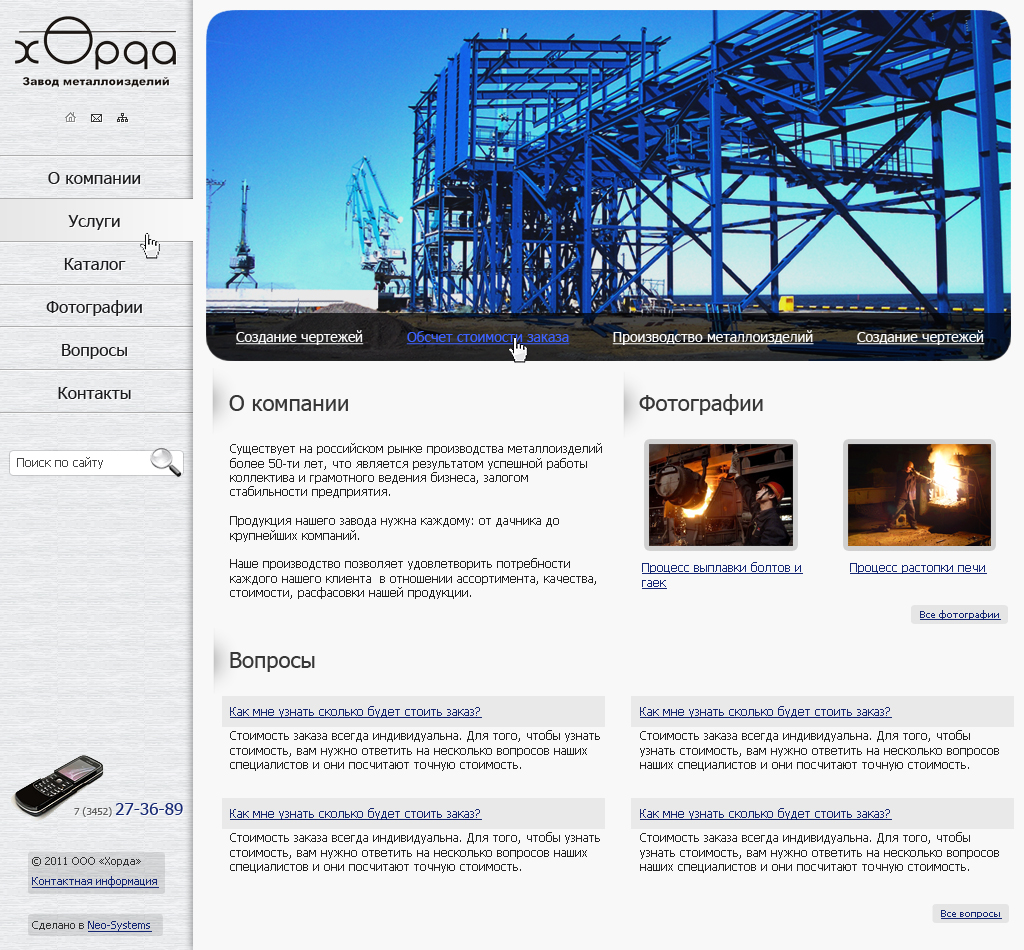 хОрда
Завод металлоизделий
О компании
Услуги
Каталог
Фотографии
Вопросы
Контакты
Поиск по сайту
7 (3452) 27-36-89
© 2011 ООО «Хорда»
Контактная информация
Сделано в Neo-Systems
Создание чертежей
Обсчет стоимости заказа
Производство металлоизделий
Создание чертежей
О компании
Существует на российском рынке производства металлоизделий
более 50-ти лет, что является результатом успешной работы
коллектива и грамотного ведения бизнеса, залогом
стабильности предприятия.
Продукция нашего завода нужна каждому: от дачника до
крупнейших компаний.
Наше производство позволяет удовлетворить потребности
каждого нашего клиента в отношении ассортимента, качества,
стоимости, расфасовки нашей продукции.
Фотографии
Процесс выплавки болтов и
гаек
Процесс растопки печи
Все фотографии
Вопросы
Как мне узнать сколько будет стоить заказ?
Стоимость заказа всегда индивидуальна. Для того, чтобы узнать
стоимость, вам нужно ответить на несколько вопросов наших
специалистов и они посчитают точную стоимость.
Как мне узнать сколько будет стоить заказ?
Стоимость заказа всегда индивидуальна. Для того, чтобы
узнать стоимость, вам нужно ответить на несколько вопросов
наших специалистов и они посчитают точную стоимость.
Как мне узнать сколько будет стоить заказ?
Стоимость заказа всегда индивидуальна. Для того, чтобы узнать
стоимость, вам нужно ответить на несколько вопросов наших
специалистов и они посчитают точную стоимость.
Как мне узнать сколько будет стоить заказ?
Стоимость заказа всегда индивидуальна. Для того, чтобы
узнать стоимость, вам нужно ответить на несколько вопросов
наших специалистов и они посчитают точную стоимость.
Все вопросы